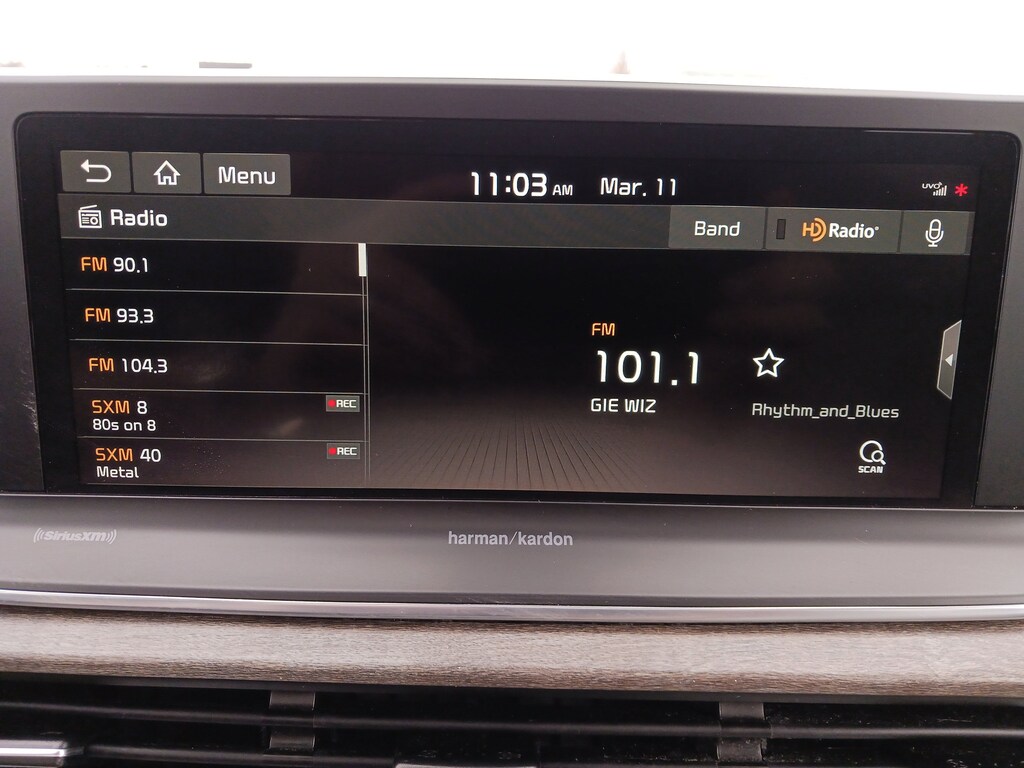 Menu
11:03 AM Mar. 11
UVO
Radio
Band
HD Radio
FM 90.1
FM 93.3
FM 104.3
SXM 8
REC
80s on 8
SXM 40
REC
Metal
FM
101.1
GIE WIZ
Rhythm_and_Blues
SCAN
((SiriusXM))
harman/kardon